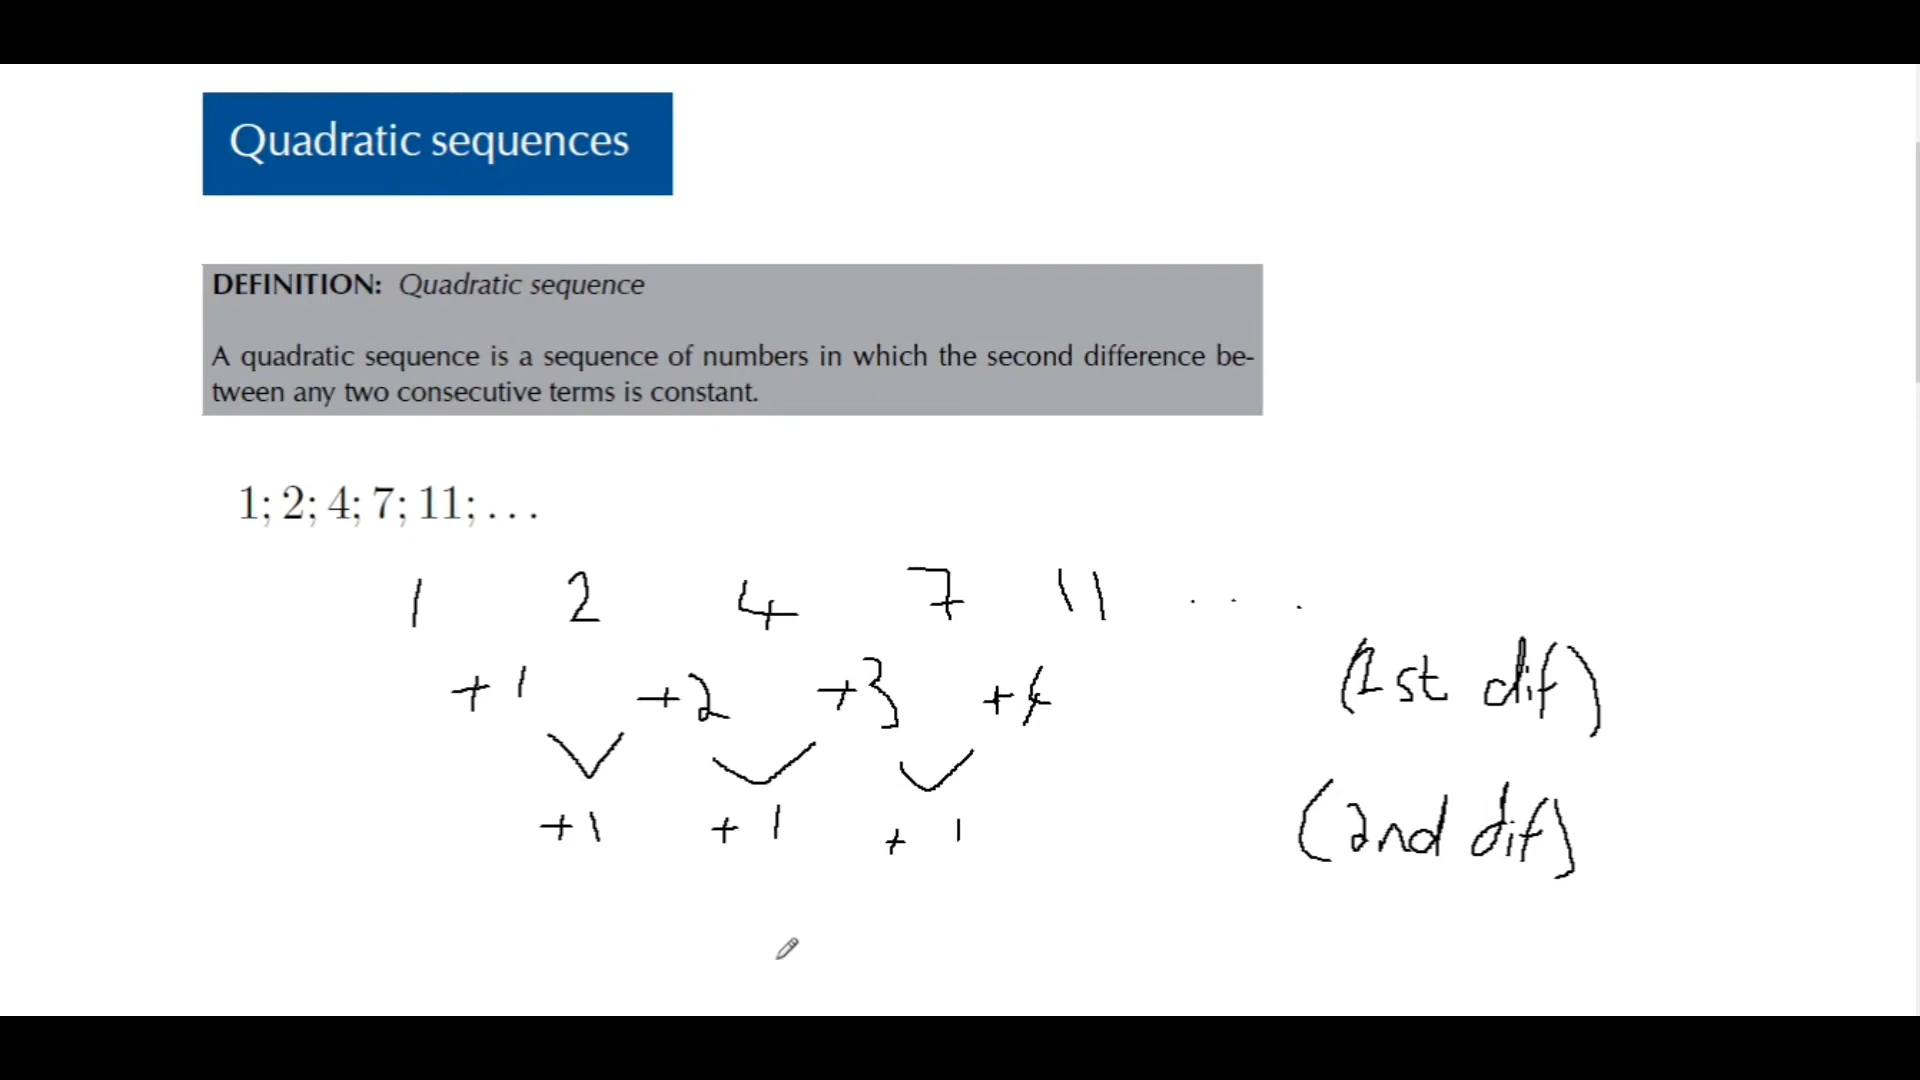 Quadratic sequences
DEFINITION: Quadratic sequence
A quadratic sequence is a sequence of numbers in which the second difference be-
tween any two consecutive terms is constant.
1; 2; 4; 7; 11; ...
1 2 4 7 11 ...
+1 +2 +3 +4 (1st dif)
+1 +1 +1 (2nd dif)